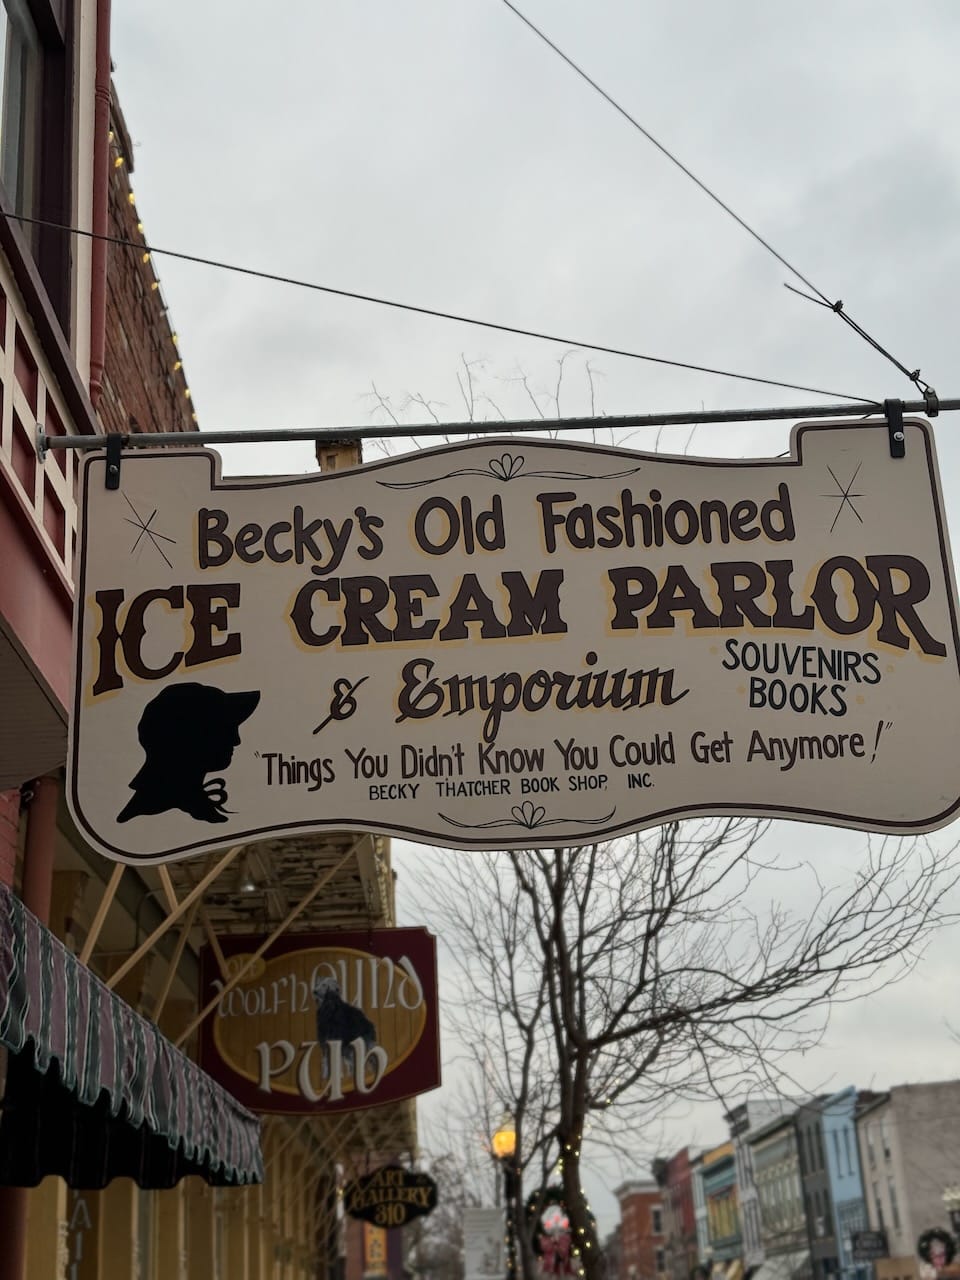 Becky's Old Fashioned
ICE CREAM PARLOR
& Emporium
SOUVENIRS
BOOKS
"Things You Didn't Know You Could Get Anymore!"
BECKY THATCHER BOOK SHOP, INC.
WOLFHOUND
PUB
ART
GALLERY
310